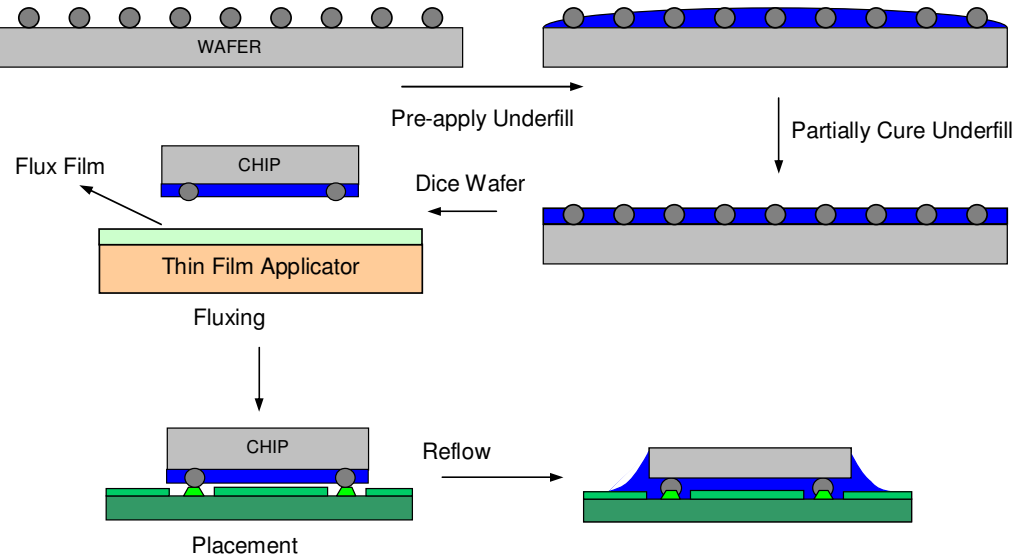 WAFER
Pre-apply Underfill
Partially Cure Underfill
Flux Film
CHIP
Dice Wafer
Thin Film Applicator
Fluxing
CHIP
Reflow
Placement